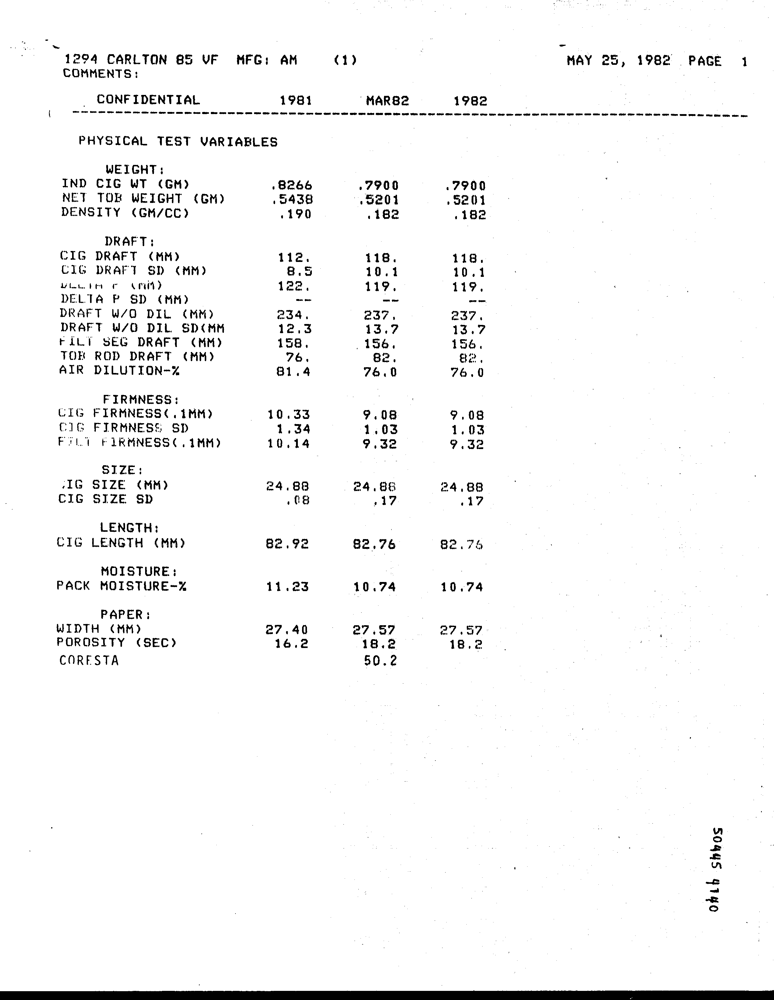 1294 CARLTON 85 VF MFG: AM (1) MAY 25, 1982 PAGE 1
COMMENTS:
CONFIDENTIAL 1981 MAR82 1982
PHYSICAL TEST VARIABLES
WEIGHT:
IND CIG WT (GM) .8266 .7900 .7900
NET TOB WEIGHT (GM) .5438 .5201 .5201
DENSITY (GM/CC) .190 .182 .182
DRAFT:
CIG DRAFT (MM) 112. 118. 118.
CIG DRAFT SD (MM) 8.5 10.1 10.1
DELTA P (MM) 122. 119. 119.
DELTA P SD (MM) -- -- --
DRAFT W/O DIL (MM) 234. 237. 237.
DRAFT W/O DIL SD(MM 12.3 13.7 13.7
FILT SEG DRAFT (MM) 158. 156. 156.
TOB ROD DRAFT (MM) 76. 82. 82.
AIR DILUTION-% 81.4 76.0 76.0
FIRMNESS:
CIG FIRMNESS(.1MM) 10.33 9.08 9.08
CIG FIRMNESS SD 1.34 1.03 1.03
FILT FIRMNESS(.1MM) 10.14 9.32 9.32
SIZE:
CIG SIZE (MM) 24.88 24.88 24.88
CIG SIZE SD .08 .17 .17
LENGTH:
CIG LENGTH (MM) 82.92 82.76 82.76
MOISTURE:
PACK MOISTURE-% 11.23 10.74 10.74
PAPER:
WIDTH (MM) 27.40 27.57 27.57
POROSITY (SEC) 16.2 18.2 18.2
CORESTA 50.2
50445 9140